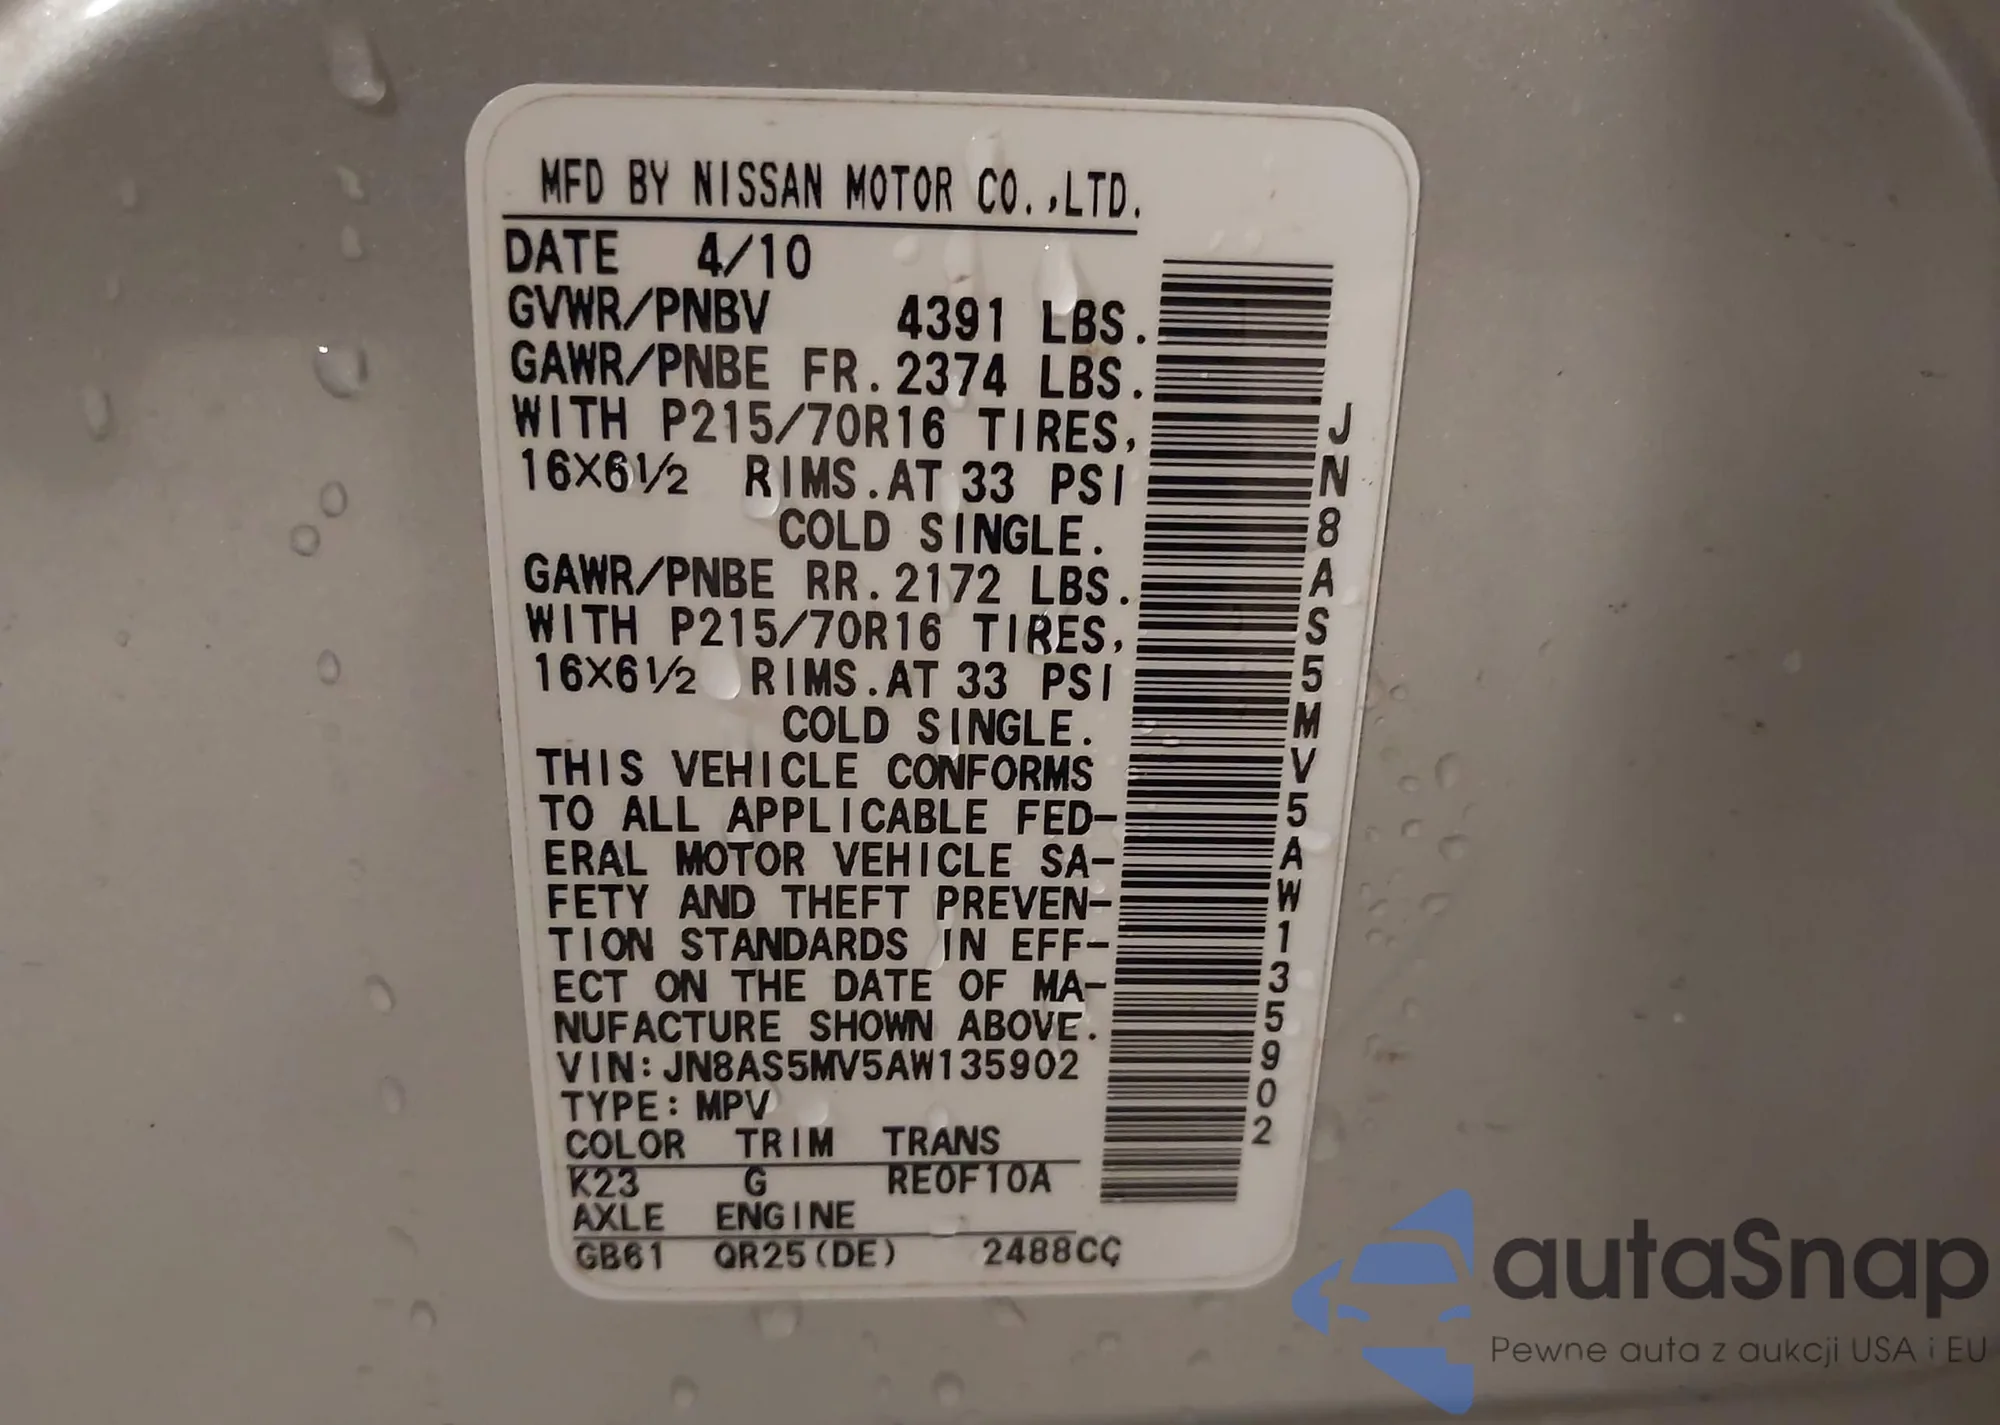 MFD BY NISSAN MOTOR CO.,LTD.
DATE 4/10
GVWR/PNBV 4391 LBS.
GAWR/PNBE FR. 2374 LBS.
WITH P215/70R16 TIRES,
16X6½ RIMS. AT 33 PSI
COLD SINGLE.
GAWR/PNBE RR. 2172 LBS.
WITH P215/70R16 TIRES,
16X6½ RIMS. AT 33 PSI
COLD SINGLE.
THIS VEHICLE CONFORMS
TO ALL APPLICABLE FED-
ERAL MOTOR VEHICLE SA-
FETY AND THEFT PREVEN-
TION STANDARDS IN EFF-
ECT ON THE DATE OF MA-
NUFACTURE SHOWN ABOVE.
VIN: JN8AS5MV5AW135902
TYPE: MPV
COLOR TRIM TRANS
K23 G RE0F10A
AXLE ENGINE
GB61 QR25(DE) 2488CC
JN8AS5MV5AW135902
autaSnap
Pewne auta z aukcji USA i EU